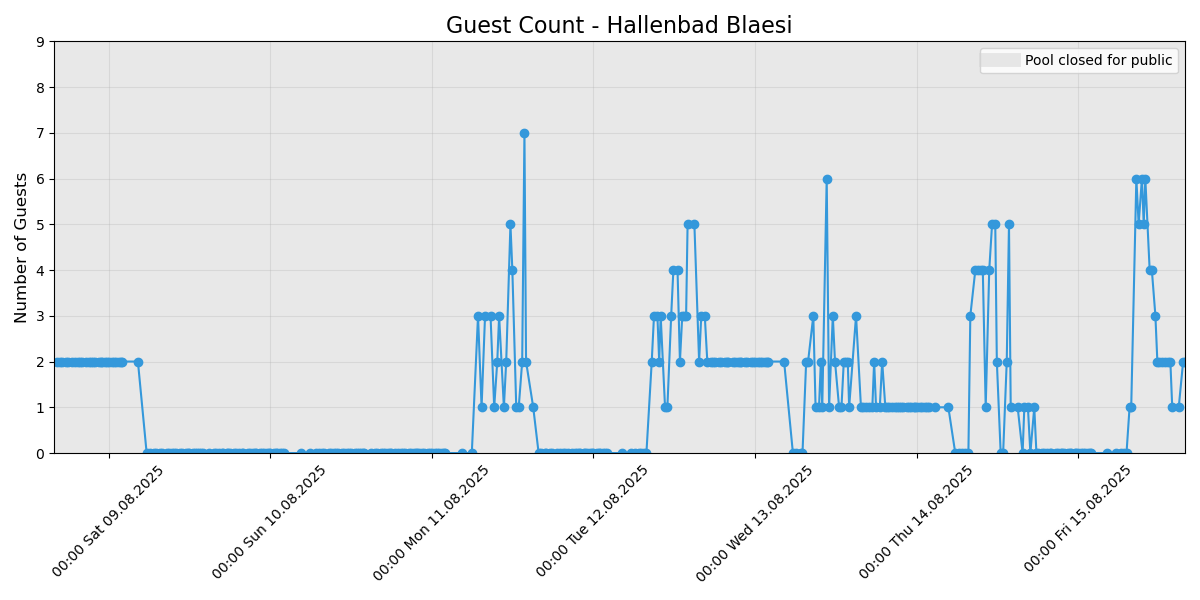 Guest Count - Hallenbad Blaesi
Pool closed for public
Number of Guests
9
8
7
6
5
4
3
2
1
0
00:00 Sat 09.08.2025
00:00 Sun 10.08.2025
00:00 Mon 11.08.2025
00:00 Tue 12.08.2025
00:00 Wed 13.08.2025
00:00 Thu 14.08.2025
00:00 Fri 15.08.2025